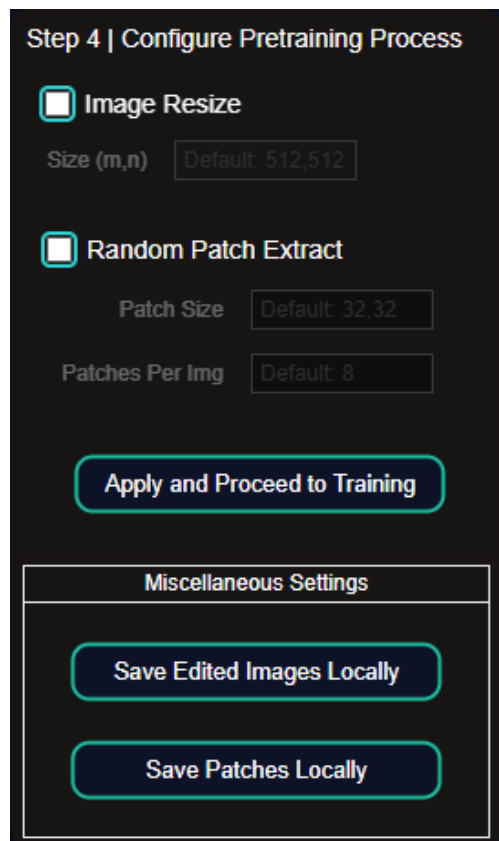 Step 4 | Configure Pretraining Process
Image Resize
Size (m,n) Default: 512,512
Random Patch Extract
Patch Size Default: 32,32
Patches Per Img Default: 8
Apply and Proceed to Training
Miscellaneous Settings
Save Edited Images Locally
Save Patches Locally